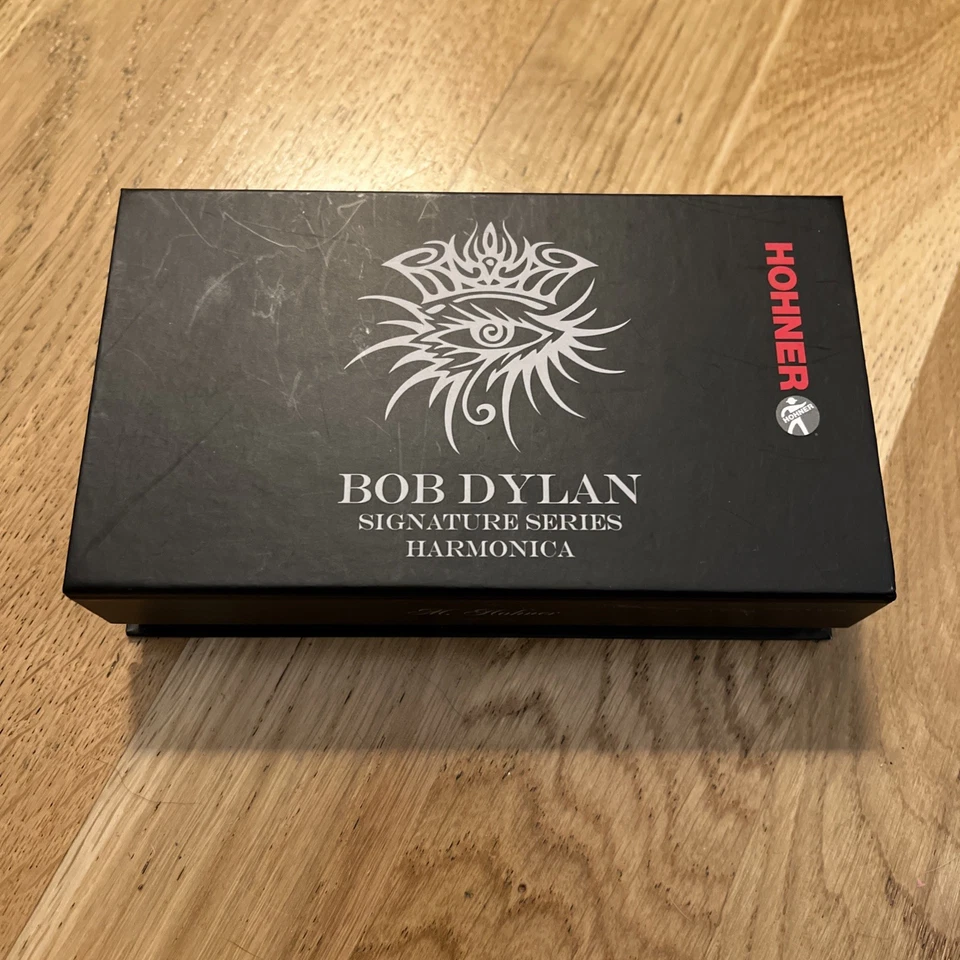 BOB DYLAN
SIGNATURE SERIES
HARMONICA
HOHNER
HOHNER